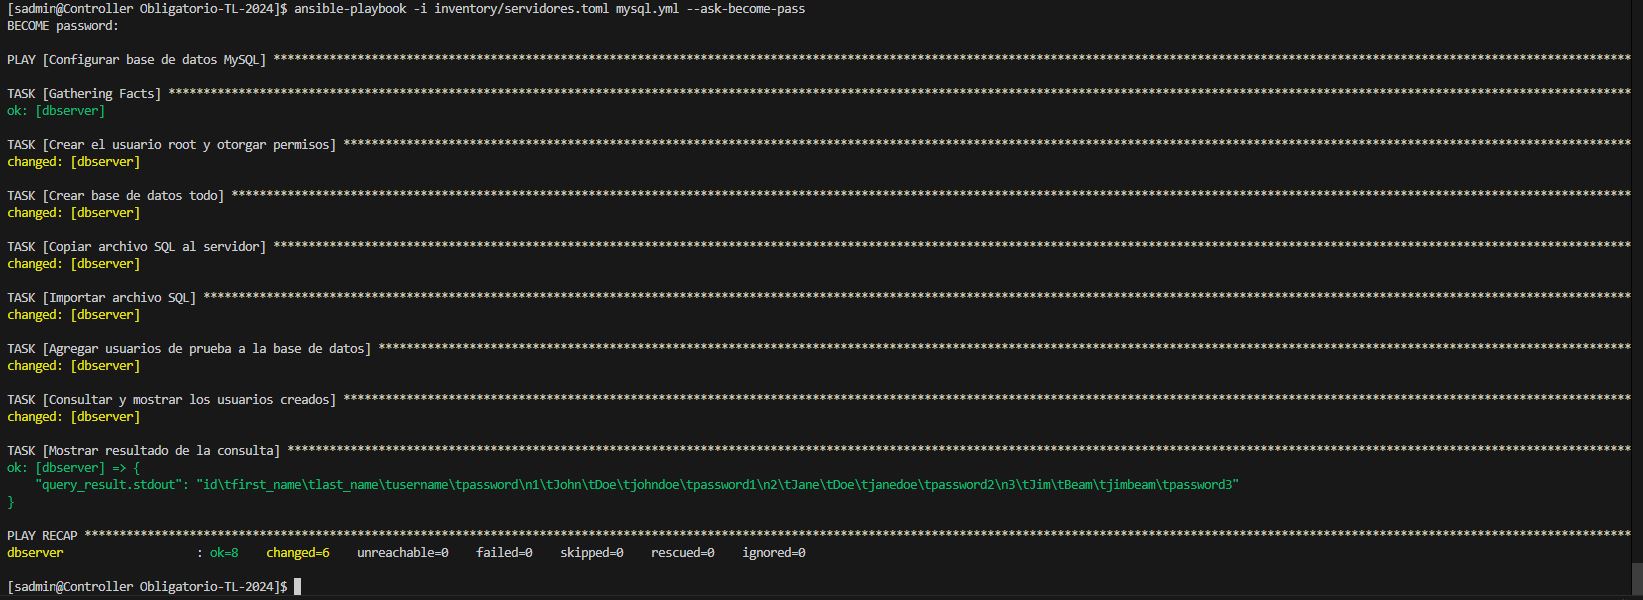 [sadmin@Controller Obligatorio-TL-2024]$ ansible-playbook -i inventory/servidores.toml mysql.yml --ask-become-pass
BECOME password:
PLAY [Configurar base de datos MySQL] ****************************************************************************************************************************************************************************************************
TASK [Gathering Facts] *******************************************************************************************************************************************************************************************************************
ok: [dbserver]
TASK [Crear el usuario root y otorgar permisos] ******************************************************************************************************************************************************************************************
changed: [dbserver]
TASK [Crear base de datos todo] **********************************************************************************************************************************************************************************************************
changed: [dbserver]
TASK [Copiar archivo SQL al servidor] ****************************************************************************************************************************************************************************************************
changed: [dbserver]
TASK [Importar archivo SQL] **************************************************************************************************************************************************************************************************************
changed: [dbserver]
TASK [Agregar usuarios de prueba a la base de datos] *************************************************************************************************************************************************************************************
changed: [dbserver]
TASK [Consultar y mostrar los usuarios creados] ******************************************************************************************************************************************************************************************
changed: [dbserver]
TASK [Mostrar resultado de la consulta] **************************************************************************************************************************************************************************************************
ok: [dbserver] => {
    "query_result.stdout": "id\tfirst_name\tlast_name\tusername\tpassword\n1\tJohn\tDoe\tjohndoe\tpassword1\n2\tJane\tDoe\tjanedoe\tpassword2\n3\tJim\tBeam\tjimbeam\tpassword3"
}
PLAY RECAP *******************************************************************************************************************************************************************************************************************************
dbserver                   : ok=8    changed=6    unreachable=0    failed=0    skipped=0    rescued=0    ignored=0
[sadmin@Controller Obligatorio-TL-2024]$